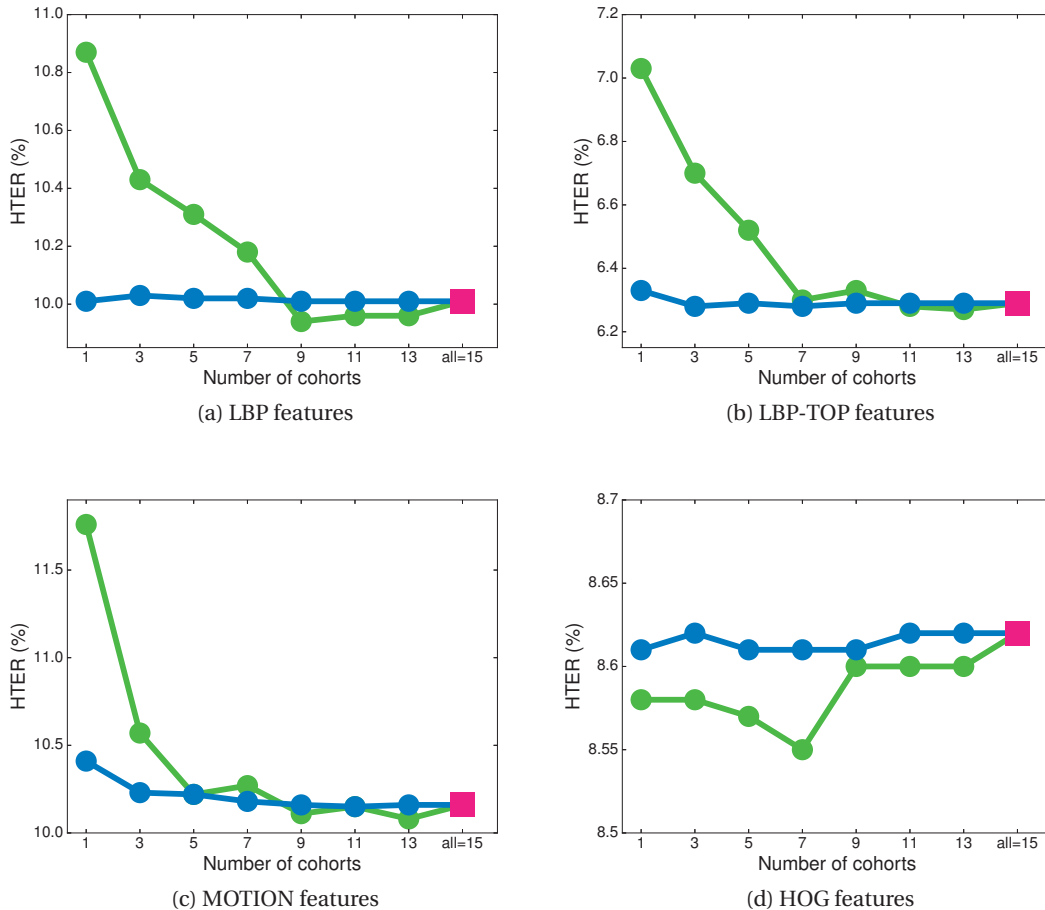 11.0
10.8
10.6
10.4
10.2
10.0
HTER (%)
1 3 5 7 9 11 13 all=15
Number of cohorts
(a) LBP features
7.2
7.0
6.8
6.6
6.4
6.2
HTER (%)
1 3 5 7 9 11 13 all=15
Number of cohorts
(b) LBP-TOP features
11.5
11.0
10.5
10.0
HTER (%)
1 3 5 7 9 11 13 all=15
Number of cohorts
(c) MOTION features
8.7
8.65
8.6
8.55
8.5
HTER (%)
1 3 5 7 9 11 13 all=15
Number of cohorts
(d) HOG features